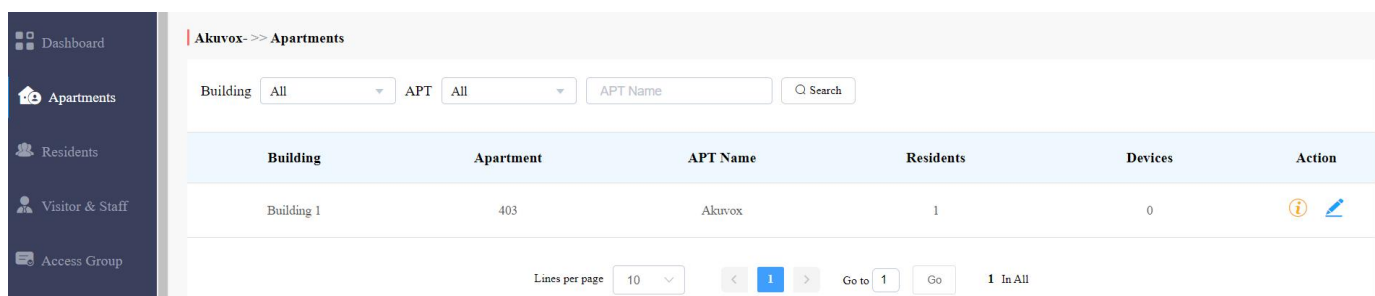 Dashboard
Apartments
Residents
Visitor & Staff
Access Group
Akuvox- >> Apartments
Building All APT All APT Name Search
Building Apartment APT Name Residents Devices Action
Building 1 403 Akuvox 1 0
Lines per page 10 < 1 > Go to 1 Go 1 In All